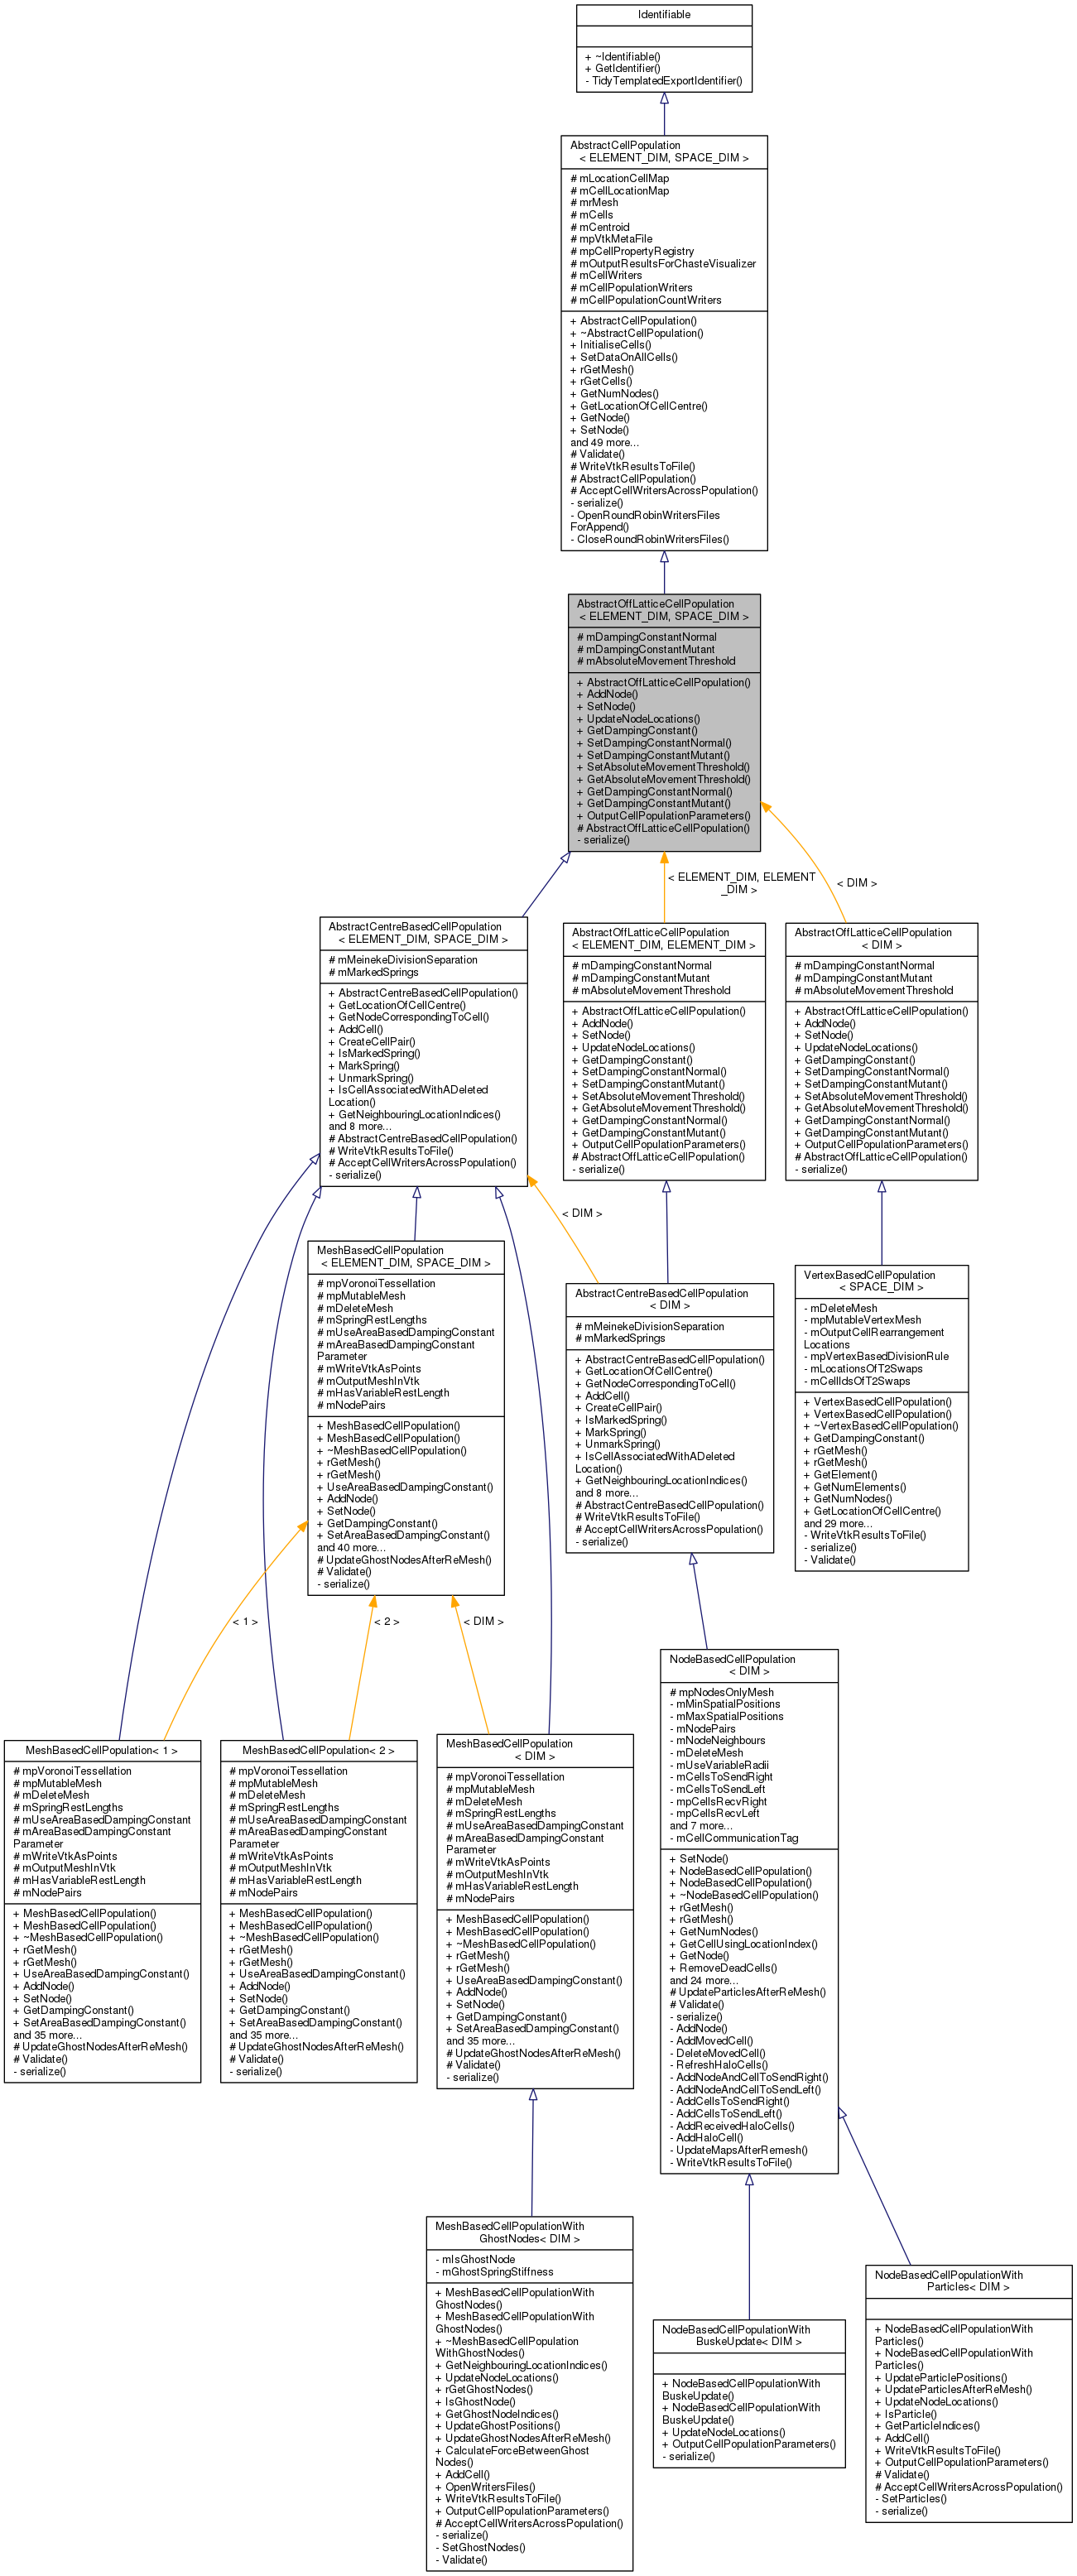 Identifiable
+ ~Identifiable()
+ GetIdentifier()
- TidyTemplatedExportIdentifier()
AbstractCellPopulation
< ELEMENT_DIM, SPACE_DIM >
# mLocationCellMap
# mCellLocationMap
# mrMesh
# mCells
# mCentroid
# mpVtkMetaFile
# mpCellPropertyRegistry
# mOutputResultsForChasteVisualizer
# mCellWriters
# mCellPopulationWriters
# mCellPopulationCountWriters
+ AbstractCellPopulation()
+ ~AbstractCellPopulation()
+ InitialiseCells()
+ SetDataOnAllCells()
+ rGetMesh()
+ rGetCells()
+ GetNumNodes()
+ GetLocationOfCellCentre()
+ GetNode()
+ SetNode()
and 49 more...
# Validate()
# WriteVtkResultsToFile()
# AbstractCellPopulation()
# AcceptCellWritersAcrossPopulation()
- serialize()
- OpenRoundRobinWritersFiles
ForAppend()
- CloseRoundRobinWritersFiles()
AbstractOffLatticeCellPopulation
< ELEMENT_DIM, SPACE_DIM >
# mDampingConstantNormal
# mDampingConstantMutant
# mAbsoluteMovementThreshold
+ AbstractOffLatticeCellPopulation()
+ AddNode()
+ SetNode()
+ UpdateNodeLocations()
+ GetDampingConstant()
+ SetDampingConstantNormal()
+ SetDampingConstantMutant()
+ SetAbsoluteMovementThreshold()
+ GetAbsoluteMovementThreshold()
+ GetDampingConstantNormal()
+ GetDampingConstantMutant()
+ OutputCellPopulationParameters()
# AbstractOffLatticeCellPopulation()
- serialize()
< ELEMENT_DIM, ELEMENT
_DIM >
< DIM >
AbstractCentreBasedCellPopulation
< ELEMENT_DIM, SPACE_DIM >
# mMeinekeDivisionSeparation
# mMarkedSprings
+ AbstractCentreBasedCellPopulation()
+ GetLocationOfCellCentre()
+ GetNodeCorrespondingToCell()
+ AddCell()
+ CreateCellPair()
+ IsMarkedSpring()
+ MarkSpring()
+ UnmarkSpring()
+ IsCellAssociatedWithADeleted
Location()
+ GetNeighbouringLocationIndices()
and 8 more...
# AbstractCentreBasedCellPopulation()
# WriteVtkResultsToFile()
# AcceptCellWritersAcrossPopulation()
- serialize()
AbstractOffLatticeCellPopulation
< ELEMENT_DIM, ELEMENT_DIM >
# mDampingConstantNormal
# mDampingConstantMutant
# mAbsoluteMovementThreshold
+ AbstractOffLatticeCellPopulation()
+ AddNode()
+ SetNode()
+ UpdateNodeLocations()
+ GetDampingConstant()
+ SetDampingConstantNormal()
+ SetDampingConstantMutant()
+ SetAbsoluteMovementThreshold()
+ GetAbsoluteMovementThreshold()
+ GetDampingConstantNormal()
+ GetDampingConstantMutant()
+ OutputCellPopulationParameters()
# AbstractOffLatticeCellPopulation()
- serialize()
AbstractOffLatticeCellPopulation
< DIM >
# mDampingConstantNormal
# mDampingConstantMutant
# mAbsoluteMovementThreshold
+ AbstractOffLatticeCellPopulation()
+ AddNode()
+ SetNode()
+ UpdateNodeLocations()
+ GetDampingConstant()
+ SetDampingConstantNormal()
+ SetDampingConstantMutant()
+ SetAbsoluteMovementThreshold()
+ GetAbsoluteMovementThreshold()
+ GetDampingConstantNormal()
+ GetDampingConstantMutant()
+ OutputCellPopulationParameters()
# AbstractOffLatticeCellPopulation()
- serialize()
< DIM >
MeshBasedCellPopulation
< ELEMENT_DIM, SPACE_DIM >
# mpVoronoiTessellation
# mpMutableMesh
# mDeleteMesh
# mSpringRestLengths
# mUseAreaBasedDampingConstant
# mAreaBasedDampingConstant
Parameter
# mWriteVtkAsPoints
# mOutputMeshInVtk
# mHasVariableRestLength
# mNodePairs
+ MeshBasedCellPopulation()
+ MeshBasedCellPopulation()
+ ~MeshBasedCellPopulation()
+ rGetMesh()
+ rGetMesh()
+ UseAreaBasedDampingConstant()
+ AddNode()
+ SetNode()
+ GetDampingConstant()
+ SetAreaBasedDampingConstant()
and 40 more...
# UpdateGhostNodesAfterReMesh()
# Validate()
- serialize()
AbstractCentreBasedCellPopulation
< DIM >
# mMeinekeDivisionSeparation
# mMarkedSprings
+ AbstractCentreBasedCellPopulation()
+ GetLocationOfCellCentre()
+ GetNodeCorrespondingToCell()
+ AddCell()
+ CreateCellPair()
+ IsMarkedSpring()
+ MarkSpring()
+ UnmarkSpring()
+ IsCellAssociatedWithADeleted
Location()
+ GetNeighbouringLocationIndices()
and 8 more...
# AbstractCentreBasedCellPopulation()
# WriteVtkResultsToFile()
# AcceptCellWritersAcrossPopulation()
- serialize()
VertexBasedCellPopulation
< SPACE_DIM >
- mDeleteMesh
- mpMutableVertexMesh
- mOutputCellRearrangement
Locations
- mpVertexBasedDivisionRule
- mLocationsOfT2Swaps
- mCellIdsOfT2Swaps
+ VertexBasedCellPopulation()
+ VertexBasedCellPopulation()
+ ~VertexBasedCellPopulation()
+ GetDampingConstant()
+ rGetMesh()
+ rGetMesh()
+ GetElement()
+ GetNumElements()
+ GetNumNodes()
+ GetLocationOfCellCentre()
and 29 more...
- WriteVtkResultsToFile()
- serialize()
- Validate()
< 1 >
< 2 >
< DIM >
MeshBasedCellPopulation< 1 >
# mpVoronoiTessellation
# mpMutableMesh
# mDeleteMesh
# mSpringRestLengths
# mUseAreaBasedDampingConstant
# mAreaBasedDampingConstant
Parameter
# mWriteVtkAsPoints
# mOutputMeshInVtk
# mHasVariableRestLength
# mNodePairs
+ MeshBasedCellPopulation()
+ MeshBasedCellPopulation()
+ ~MeshBasedCellPopulation()
+ rGetMesh()
+ rGetMesh()
+ UseAreaBasedDampingConstant()
+ AddNode()
+ SetNode()
+ GetDampingConstant()
+ SetAreaBasedDampingConstant()
and 35 more...
# UpdateGhostNodesAfterReMesh()
# Validate()
- serialize()
MeshBasedCellPopulation< 2 >
# mpVoronoiTessellation
# mpMutableMesh
# mDeleteMesh
# mSpringRestLengths
# mUseAreaBasedDampingConstant
# mAreaBasedDampingConstant
Parameter
# mWriteVtkAsPoints
# mOutputMeshInVtk
# mHasVariableRestLength
# mNodePairs
+ MeshBasedCellPopulation()
+ MeshBasedCellPopulation()
+ ~MeshBasedCellPopulation()
+ rGetMesh()
+ rGetMesh()
+ UseAreaBasedDampingConstant()
+ AddNode()
+ SetNode()
+ GetDampingConstant()
+ SetAreaBasedDampingConstant()
and 35 more...
# UpdateGhostNodesAfterReMesh()
# Validate()
- serialize()
MeshBasedCellPopulation
< DIM >
# mpVoronoiTessellation
# mpMutableMesh
# mDeleteMesh
# mSpringRestLengths
# mUseAreaBasedDampingConstant
# mAreaBasedDampingConstant
Parameter
# mWriteVtkAsPoints
# mOutputMeshInVtk
# mHasVariableRestLength
# mNodePairs
+ MeshBasedCellPopulation()
+ MeshBasedCellPopulation()
+ ~MeshBasedCellPopulation()
+ rGetMesh()
+ rGetMesh()
+ UseAreaBasedDampingConstant()
+ AddNode()
+ SetNode()
+ GetDampingConstant()
+ SetAreaBasedDampingConstant()
and 35 more...
# UpdateGhostNodesAfterReMesh()
# Validate()
- serialize()
NodeBasedCellPopulation
< DIM >
# mpNodesOnlyMesh
- mMinSpatialPositions
- mMaxSpatialPositions
- mNodePairs
- mNodeNeighbours
- mDeleteMesh
- mUseVariableRadii
- mCellsToSendRight
- mCellsToSendLeft
- mpCellsRecvRight
- mpCellsRecvLeft
and 7 more...
- mCellCommunicationTag
+ SetNode()
+ NodeBasedCellPopulation()
+ NodeBasedCellPopulation()
+ ~NodeBasedCellPopulation()
+ rGetMesh()
+ rGetMesh()
+ GetNumNodes()
+ GetCellUsingLocationIndex()
+ GetNode()
+ RemoveDeadCells()
and 24 more...
# UpdateParticlesAfterReMesh()
# Validate()
- serialize()
- AddNode()
- AddMovedCell()
- DeleteMovedCell()
- RefreshHaloCells()
- AddNodeAndCellToSendRight()
- AddNodeAndCellToSendLeft()
- AddCellsToSendRight()
- AddCellsToSendLeft()
- AddReceivedHaloCells()
- AddHaloCell()
- UpdateMapsAfterRemesh()
- WriteVtkResultsToFile()
MeshBasedCellPopulationWith
GhostNodes< DIM >
- mIsGhostNode
- mGhostSpringStiffness
+ MeshBasedCellPopulationWith
GhostNodes()
+ MeshBasedCellPopulationWith
GhostNodes()
+ ~MeshBasedCellPopulation
WithGhostNodes()
+ GetNeighbouringLocationIndices()
+ UpdateNodeLocations()
+ rGetGhostNodes()
+ IsGhostNode()
+ GetGhostNodeIndices()
+ UpdateGhostPositions()
+ UpdateGhostNodesAfterReMesh()
+ CalculateForceBetweenGhost
Nodes()
+ AddCell()
+ OpenWritersFiles()
+ WriteVtkResultsToFile()
+ OutputCellPopulationParameters()
# AcceptCellWritersAcrossPopulation()
- serialize()
- SetGhostNodes()
- Validate()
NodeBasedCellPopulationWith
BuskeUpdate< DIM >
+ NodeBasedCellPopulationWith
BuskeUpdate()
+ NodeBasedCellPopulationWith
BuskeUpdate()
+ UpdateNodeLocations()
+ OutputCellPopulationParameters()
- serialize()
NodeBasedCellPopulationWith
Particles< DIM >
+ NodeBasedCellPopulationWith
Particles()
+ NodeBasedCellPopulationWith
Particles()
+ UpdateParticlePositions()
+ UpdateParticlesAfterReMesh()
+ UpdateNodeLocations()
+ IsParticle()
+ GetParticleIndices()
+ AddCell()
+ WriteVtkResultsToFile()
+ OutputCellPopulationParameters()
# Validate()
# AcceptCellWritersAcrossPopulation()
- SetParticles()
- serialize()